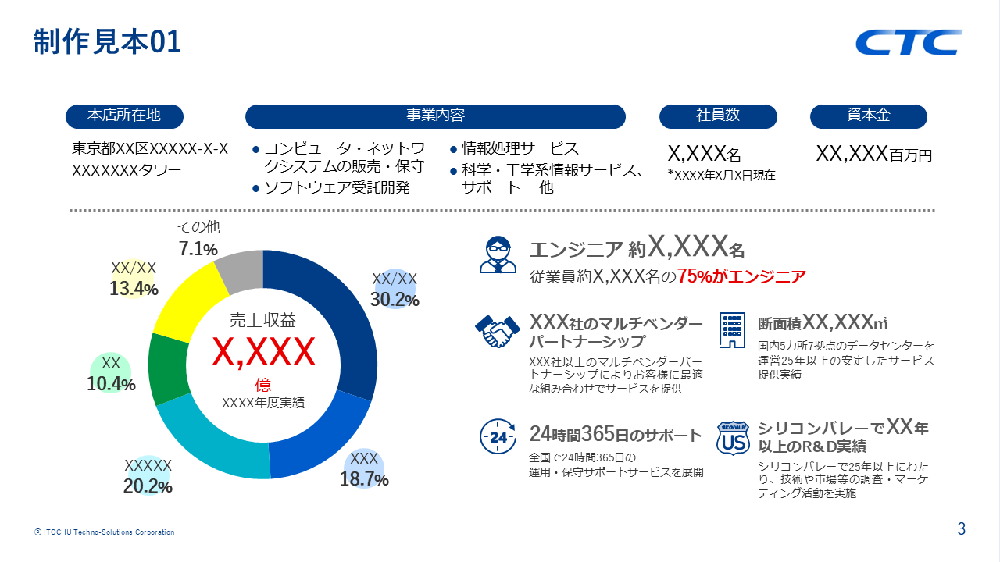 制作見本01
CTC
本店所在地
東京都XX区XXXXX-X-X
XXXXXXXタワー
事業内容
● コンピュータ・ネットワー
クシステムの販売・保守
● ソフトウェア受託開発
● 情報処理サービス
● 科学・工学系情報サービス、
サポート 他
社員数
X,XXX名
*XXXX年X月X日現在
資本金
XX,XXX百万円
その他
7.1%
XX/XX
13.4%
XX/XX
30.2%
XX
10.4%
XXXXX
20.2%
XXX
18.7%
売上収益
X,XXX
億
-XXXX年度実績-
エンジニア 約X,XXX名
従業員約X,XXX名の75%がエンジニア
XXX社のマルチベンダー
パートナーシップ
XXX社以上のマルチベンダーパー
トナーシップによりお客様に最適
な組み合わせでサービスを提供
断面積XX,XXX㎡
国内5カ所7拠点のデータセンターを
運営25年以上の安定したサービス
提供実績
24
24時間365日のサポート
全国で24時間365日の
運用・保守サポートサービスを展開
SILICON VALLEY
US
シリコンバレーでXX年
以上のR&D実績
シリコンバレーで25年以上にわた
り、技術や市場等の調査・マーケ
ティング活動を実施
ⓒ ITOCHU Techno-Solutions Corporation
3